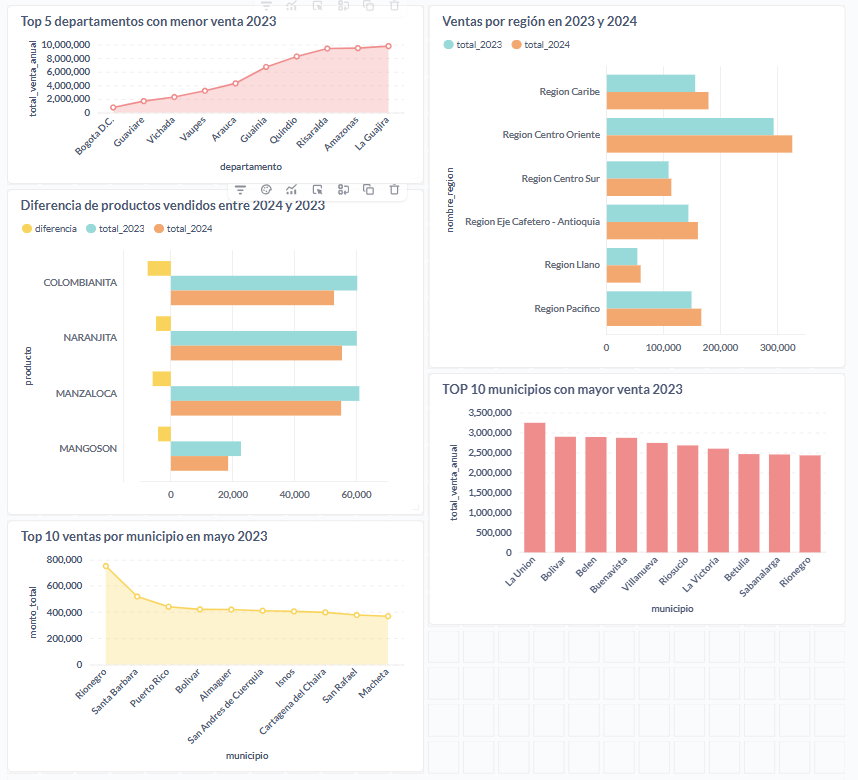 Top 5 departamentos con menor venta 2023
total_venta_anual
10,000,000
8,000,000
6,000,000
4,000,000
2,000,000
0
Bogota D.C.
Guaviare
Vichada
Vaupes
Arauca
Guainia
Quindio
Risaralda
Amazonas
La Guajira
departamento
Diferencia de productos vendidos entre 2024 y 2023
diferencia total_2023 total_2024
producto
COLOMBIANITA
NARANJITA
MANZALOCA
MANGOSON
0 20,000 40,000 60,000
Top 10 ventas por municipio en mayo 2023
monto_total
800,000
600,000
400,000
200,000
0
Rionegro
Santa Barbara
Puerto Rico
Bolivar
Almaguer
San Andres de Cuerquia
Isnos
Cartagena del Chaira
San Rafael
Macheta
municipio
Ventas por región en 2023 y 2024
total_2023 total_2024
nombre_region
Region Caribe
Region Centro Oriente
Region Centro Sur
Region Eje Cafetero - Antioquia
Region Llano
Region Pacifico
0 100,000 200,000 300,000
TOP 10 municipios con mayor venta 2023
total_venta_anual
3,500,000
3,000,000
2,500,000
2,000,000
1,500,000
1,000,000
500,000
0
La Union
Bolivar
Belen
Buenavista
Villanueva
Riosucio
La Victoria
Betulia
Sabanalarga
Rionegro
municipio